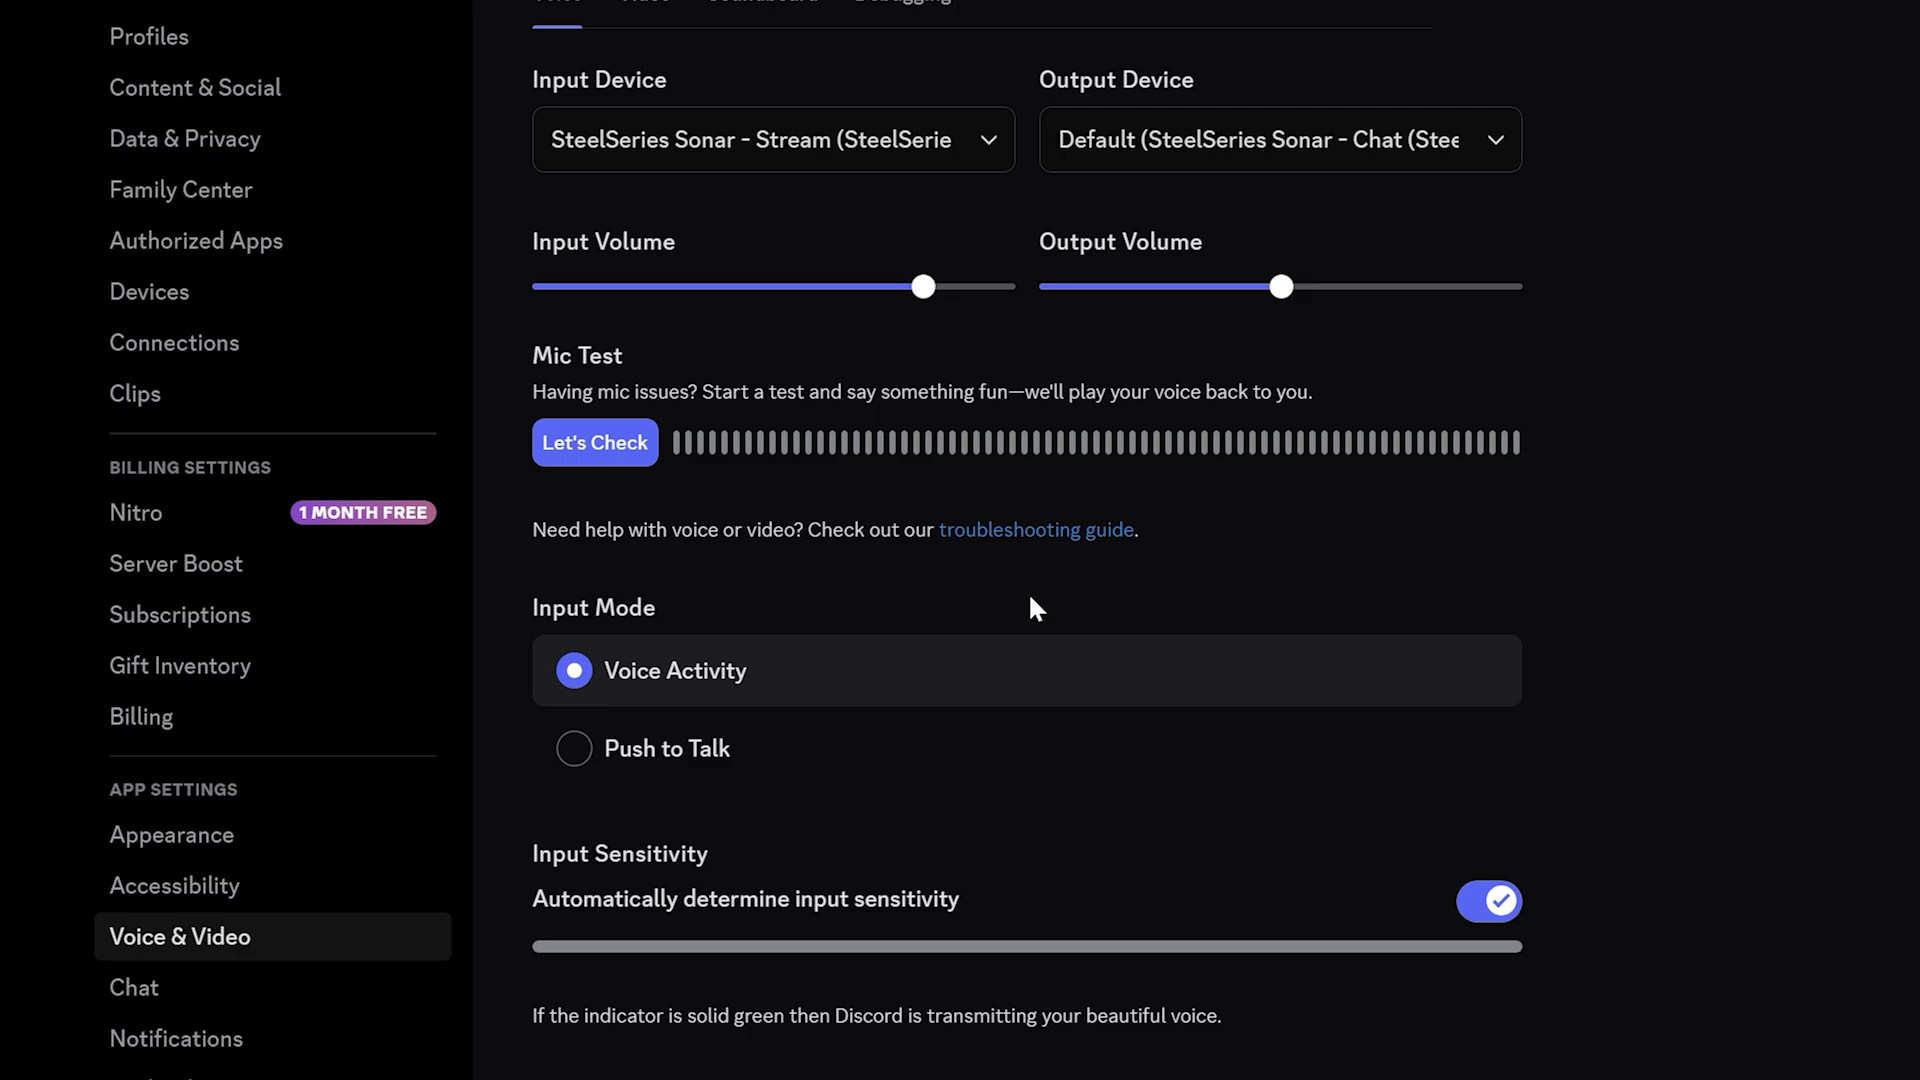 Profiles
Content & Social
Data & Privacy
Family Center
Authorized Apps
Devices
Connections
Clips
BILLING SETTINGS
Nitro 1 MONTH FREE
Server Boost
Subscriptions
Gift Inventory
Billing
APP SETTINGS
Appearance
Accessibility
Voice & Video
Chat
Notifications
Input Device
SteelSeries Sonar - Stream (SteelSerie
Output Device
Default (SteelSeries Sonar - Chat (Stee
Input Volume
Output Volume
Mic Test
Having mic issues? Start a test and say something fun—we'll play your voice back to you.
Let's Check
Need help with voice or video? Check out our troubleshooting guide.
Input Mode
Voice Activity
Push to Talk
Input Sensitivity
Automatically determine input sensitivity
If the indicator is solid green then Discord is transmitting your beautiful voice.